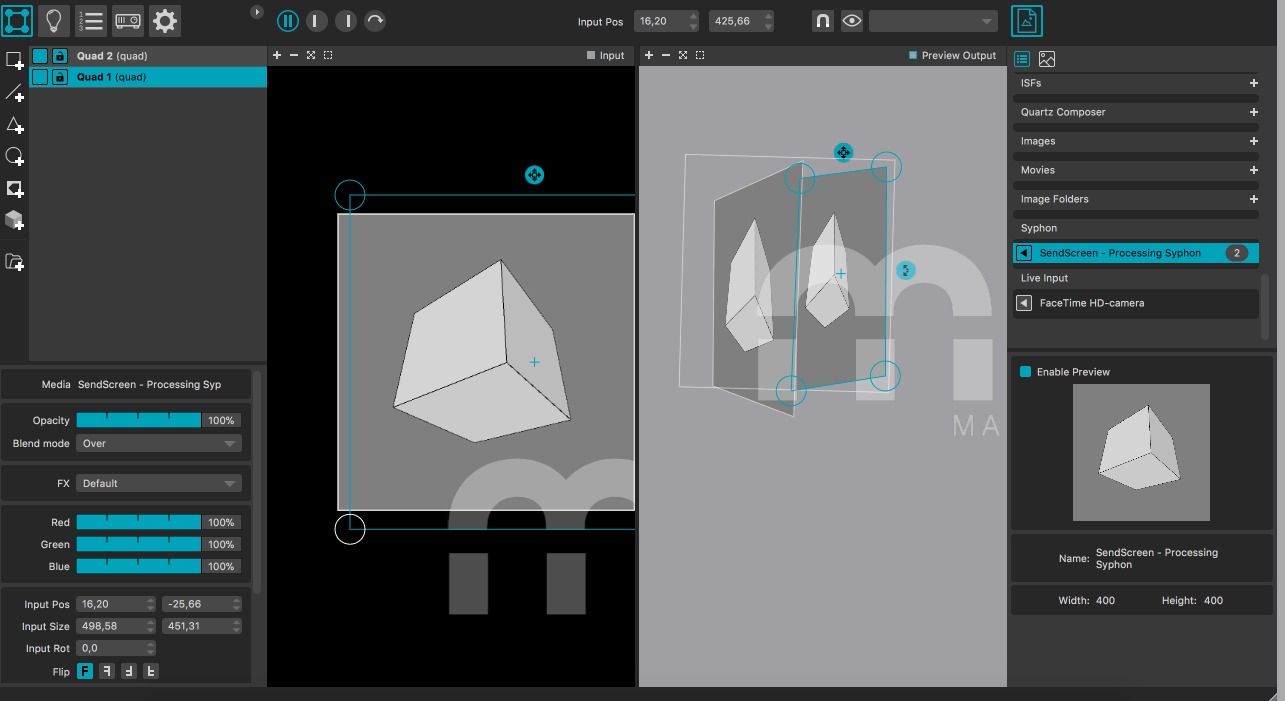 Input Pos 16,20 425,66
Quad 2 (quad)
Quad 1 (quad)
Input
Preview Output
ISFs
Quartz Composer
Images
Movies
Image Folders
Syphon
SendScreen - Processing Syphon 2
Live Input
FaceTime HD-camera
Media SendScreen - Processing Syp
Opacity 100%
Blend mode Over
FX Default
Red 100%
Green 100%
Blue 100%
Input Pos 16,20 -25,66
Input Size 498,58 451,31
Input Rot 0,0
Flip F
m
m
MA
Enable Preview
Name: SendScreen - Processing
Syphon
Width: 400 Height: 400